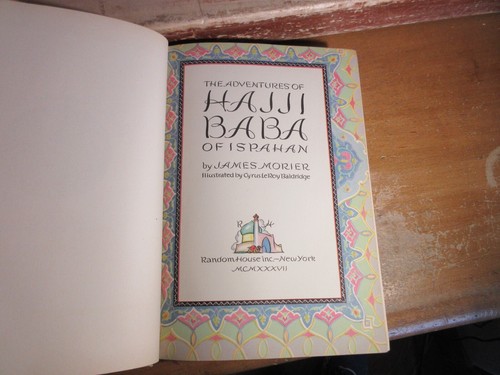 THE ADVENTURES OF
HAJJI
BABA
OF ISPAHAN
by JAMES MORIER
Illustrated by Cyrus LeRoy Baldridge
R H
Random House inc.—New York
MCMXXXVII